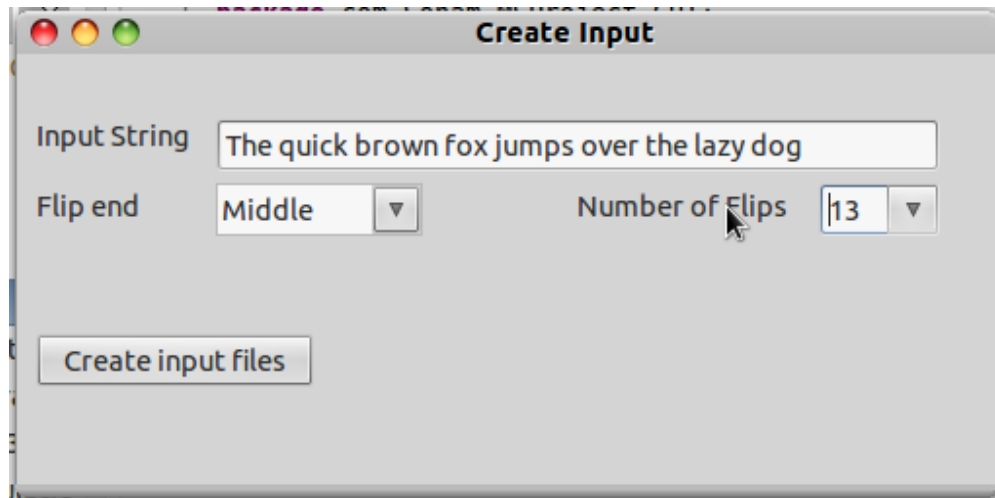 Create Input
Input String The quick brown fox jumps over the lazy dog
Flip end Middle Number of Flips 13
Create input files